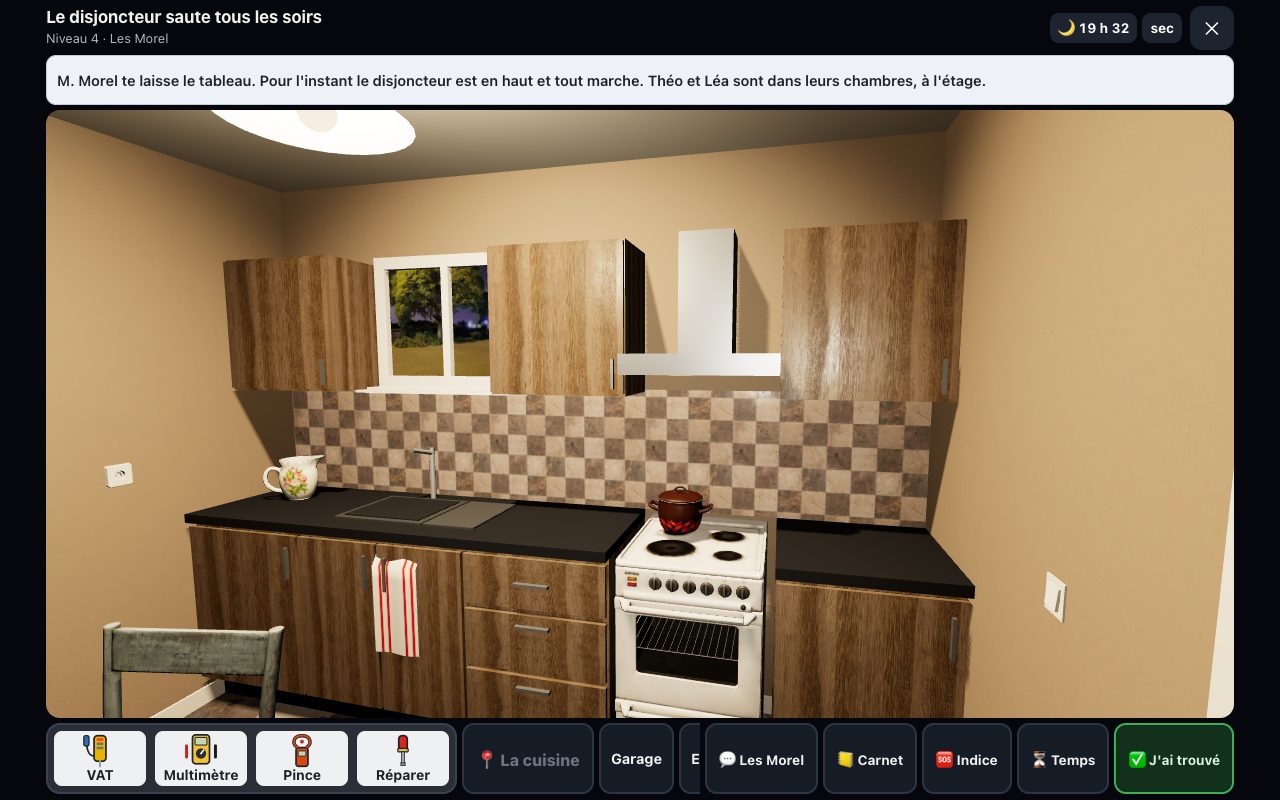 Le disjoncteur saute tous les soirs
Niveau 4 · Les Morel
🌙 19 h 32
sec
M. Morel te laisse le tableau. Pour l'instant le disjoncteur est en haut et tout marche. Théo et Léa sont dans leurs chambres, à l'étage.
VAT
Multimètre
Pince
Réparer
📍 La cuisine
Garage
💬 Les Morel
📒 Carnet
🆘 Indice
⏳ Temps
✅ J'ai trouvé